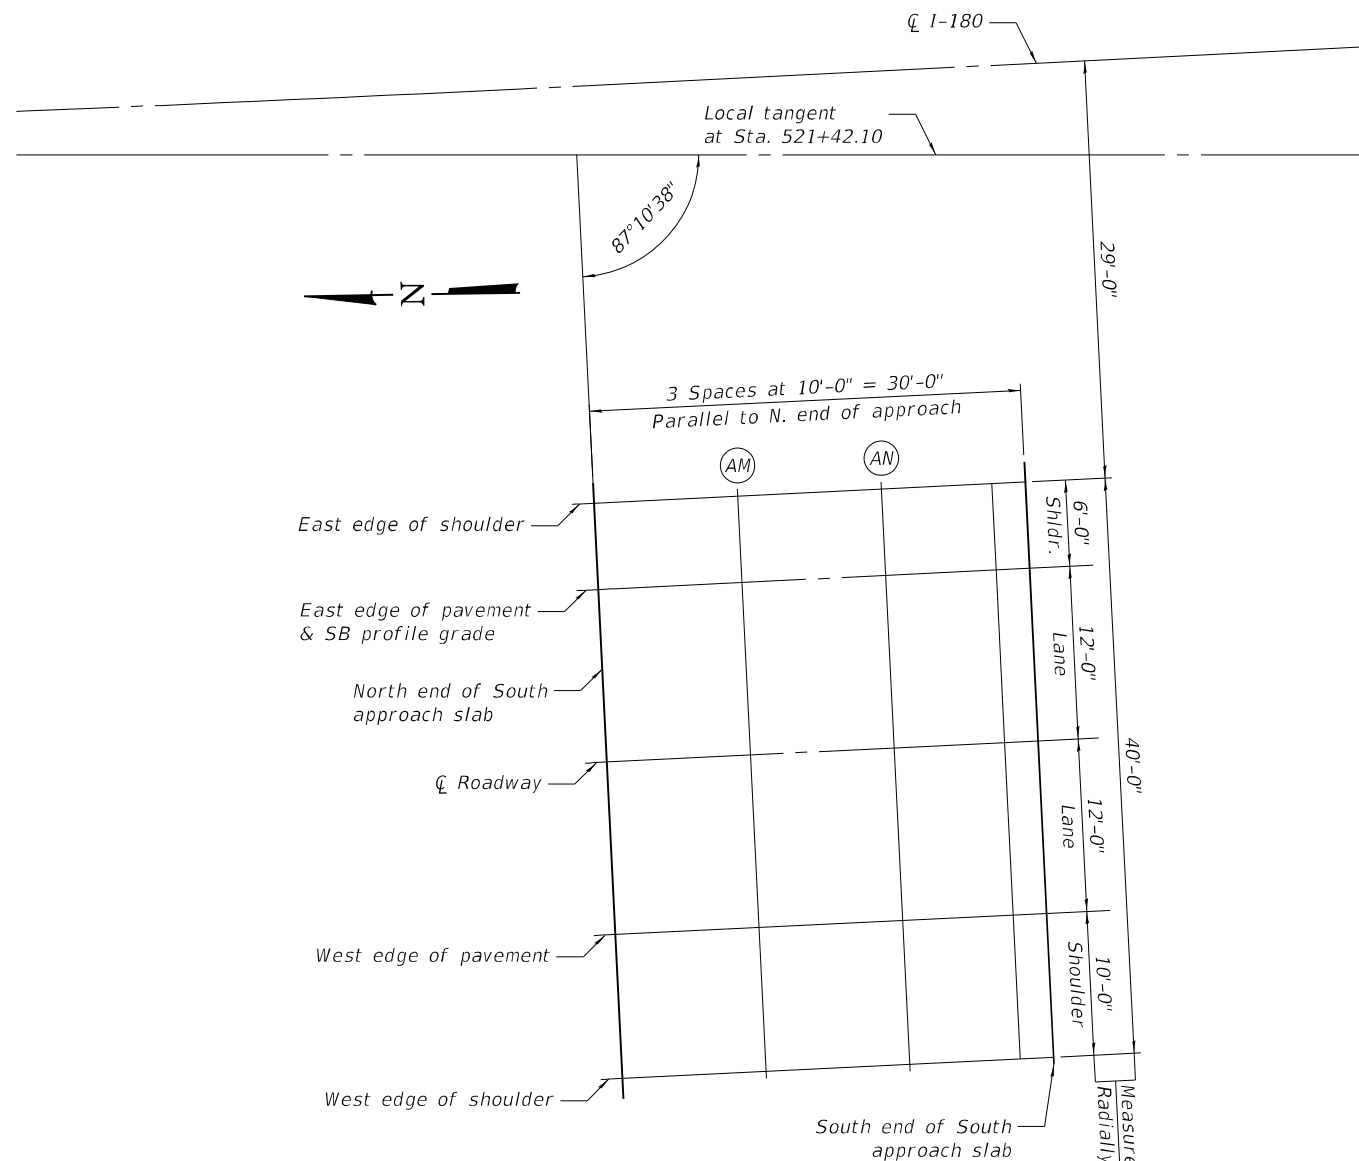 ℄ I-180
Local tangent
at Sta. 521+42.10
87°10'38"
29'-0"
N
3 Spaces at 10'-0" = 30'-0"
Parallel to N. end of approach
AM
AN
East edge of shoulder
6'-0"
Shldr.
East edge of pavement
& SB profile grade
12'-0"
Lane
North end of South
approach slab
40'-0"
℄ Roadway
12'-0"
Lane
West edge of pavement
10'-0"
Shoulder
West edge of shoulder
South end of South
approach slab
Measure
Radially